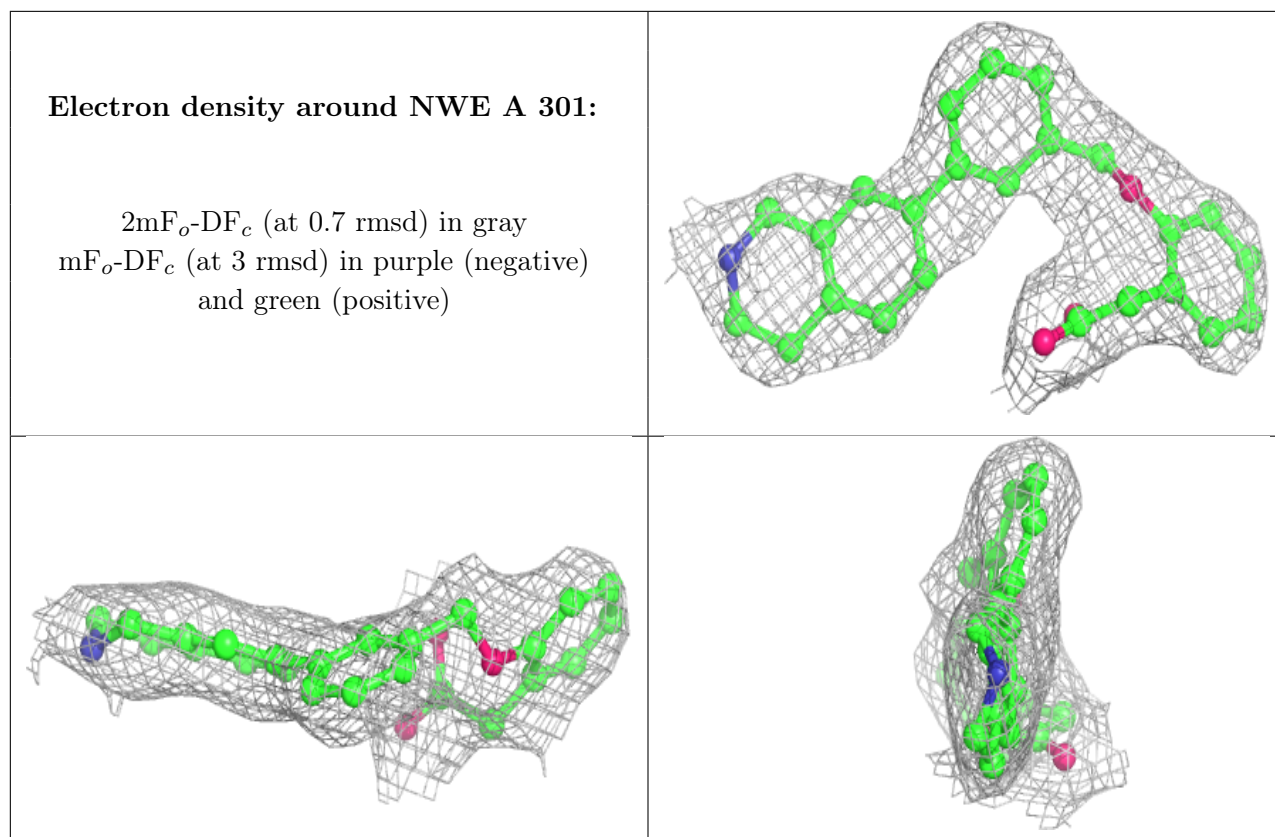 Electron density around NWE A 301:
2mFo-DFc (at 0.7 rmsd) in gray
mFo-DFc (at 3 rmsd) in purple (negative)
and green (positive)